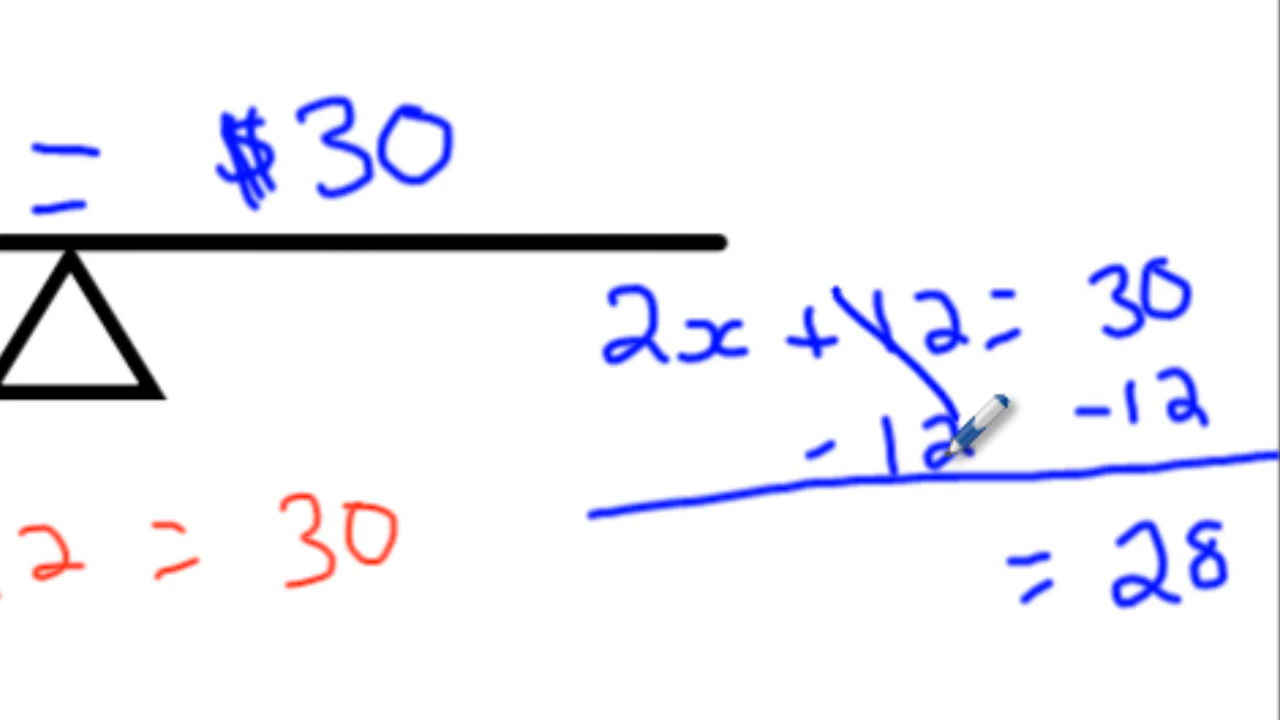 = $30
2x + 12 = 30
- 12 -12
= 28
2 = 30